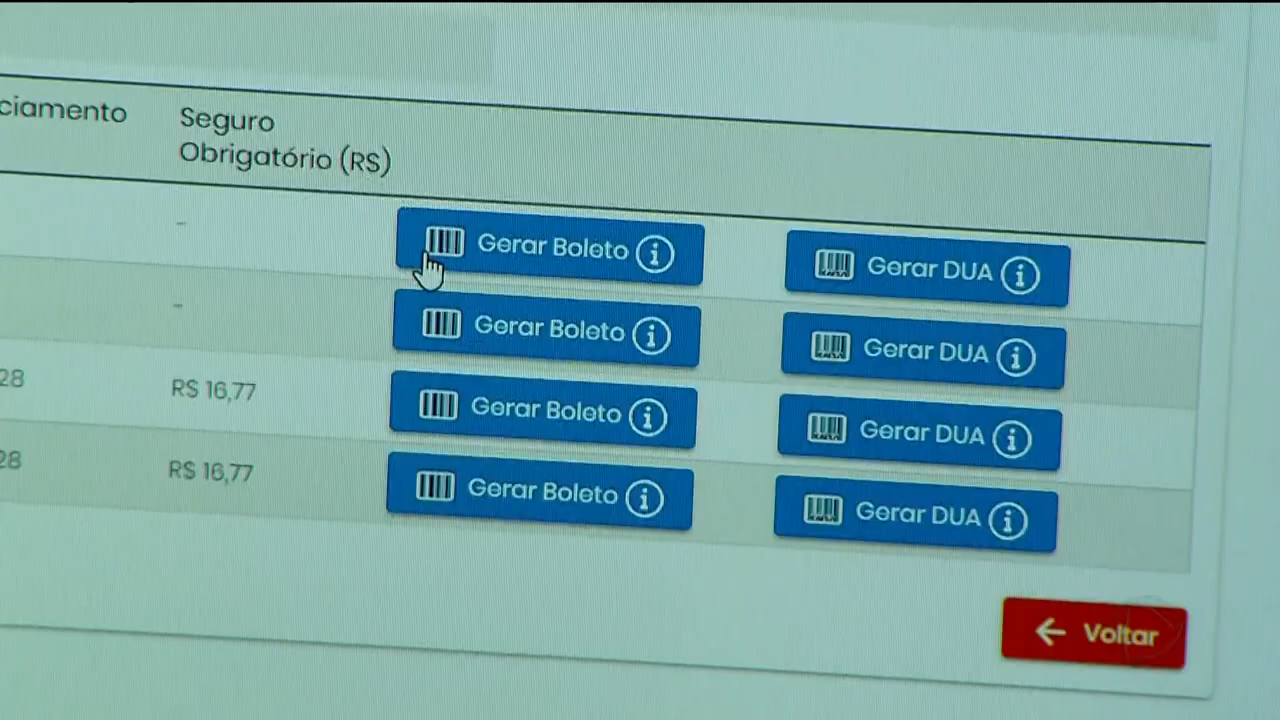 ciamento
Seguro
Obrigatório (R$)
-
Gerar Boleto
Gerar DUA
-
Gerar Boleto
Gerar DUA
28
R$ 16,77
Gerar Boleto
Gerar DUA
28
R$ 16,77
Gerar Boleto
Gerar DUA
Voltar